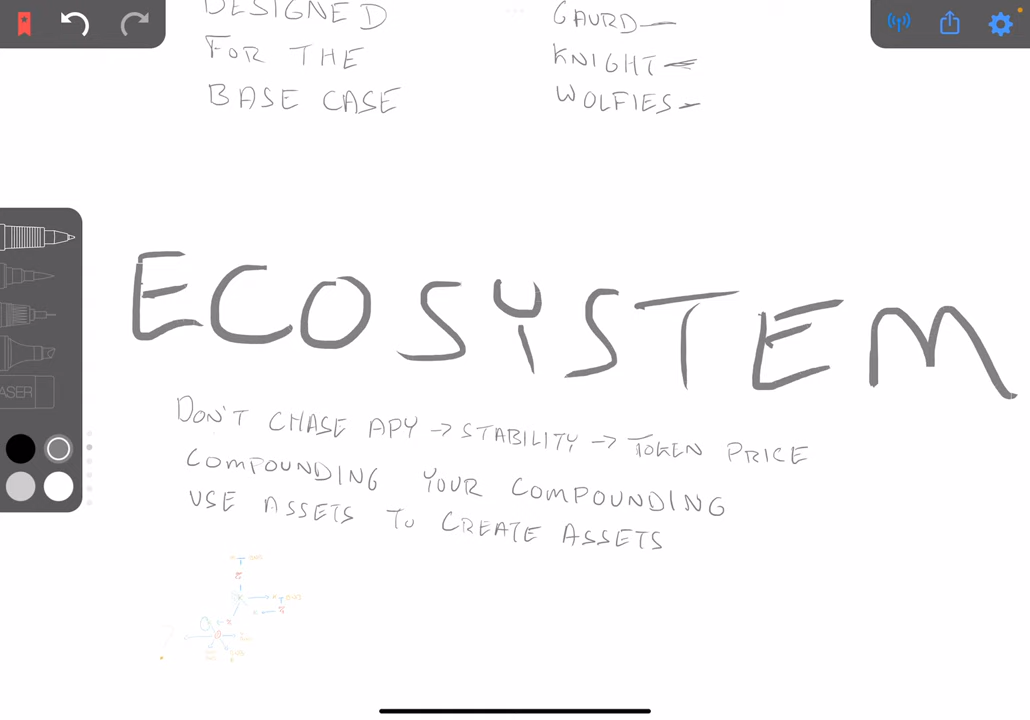 DESIGNED
FOR THE
BASE CASE
GAURD
KNIGHT
WOLFIES
ECOSYSTEM
DON'T CHASE APY → STABILITY → TOKEN PRICE
COMPOUNDING YOUR COMPOUNDING
USE ASSETS TO CREATE ASSETS